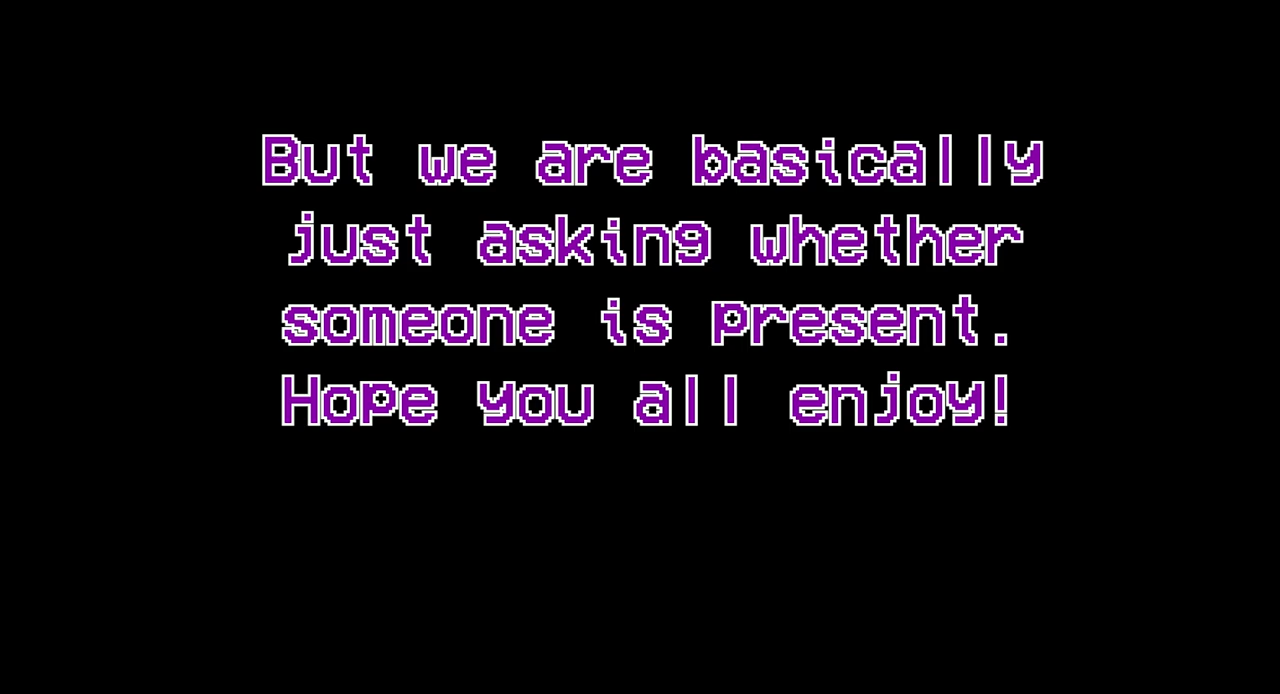 But we are basically
just asking whether
someone is present.
Hope you all enjoy!